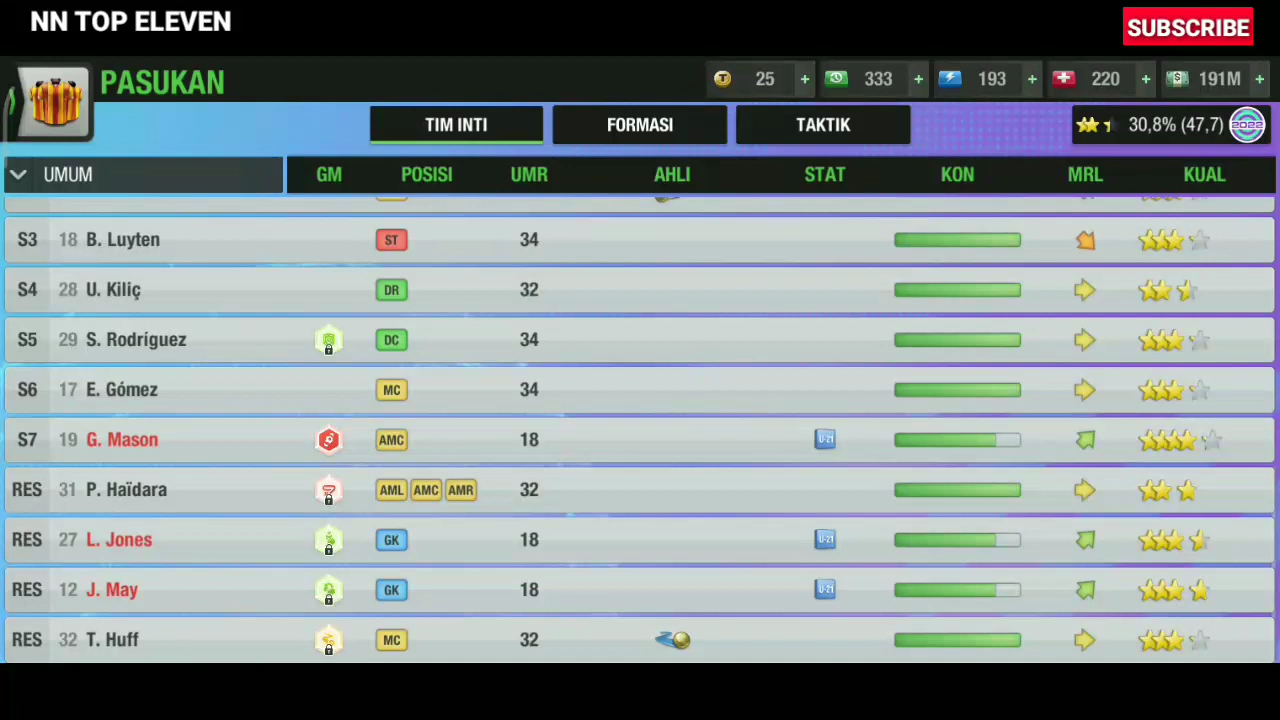 NN TOP ELEVEN
SUBSCRIBE
PASUKAN
25 + 333 + 193 + 220 + 191M +
TIM INTI FORMASI TAKTIK 30,8% (47,7) 2022
UMUM GM POSISI UMR AHLI STAT KON MRL KUAL
S3 18 B. Luyten ST 34
S4 28 U. Kiliç DR 32
S5 29 S. Rodríguez DC 34
S6 17 E. Gómez MC 34
S7 19 G. Mason AMC 18 U-21
RES 31 P. Haïdara AML AMC AMR 32
RES 27 L. Jones GK 18 U-21
RES 12 J. May GK 18 U-21
RES 32 T. Huff MC 32